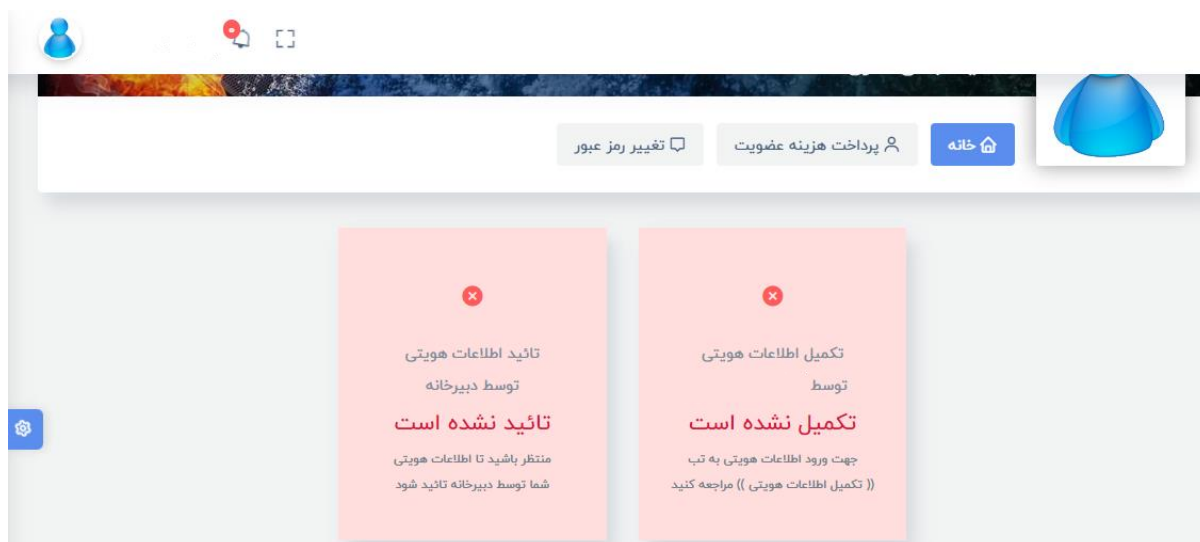 خانه
پرداخت هزینه عضویت
تغییر رمز عبور
تکمیل اطلاعات هویتی
توسط
تکمیل نشده است
جهت ورود اطلاعات هویتی به تب
(( تکمیل اطلاعات هویتی )) مراجعه کنید
تائید اطلاعات هویتی
توسط دبیرخانه
تائید نشده است
منتظر باشید تا اطلاعات هویتی
شما توسط دبیرخانه تائید شود